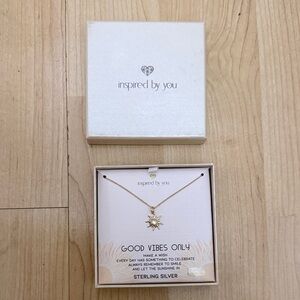 inspired by you
inspired by you
GOOD VIBES ONLY
MAKE A WISH
EVERY DAY HAS SOMETHING TO CELEBRATE
ALWAYS REMEMBER TO SMILE
AND LET THE SUNSHINE IN
STERLING SILVER